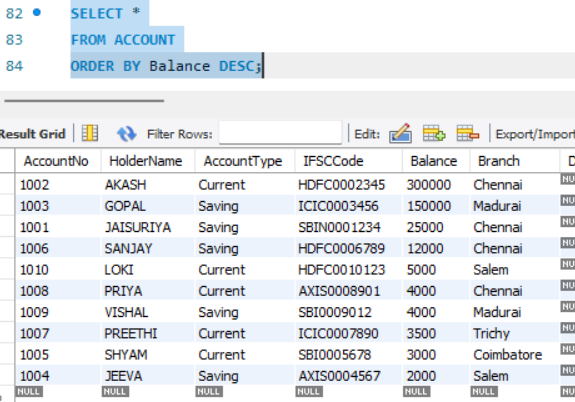 82 SELECT *
83 FROM ACCOUNT
84 ORDER BY Balance DESC;
Result Grid Filter Rows: Edit: Export/Import
AccountNo HolderName AccountType IFSCCode Balance Branch D
1002 AKASH Current HDFC0002345 300000 Chennai NU
1003 GOPAL Saving ICIC0003456 150000 Madurai NU
1001 JAISURIYA Saving SBIN0001234 25000 Chennai NU
1006 SANJAY Saving HDFC0006789 12000 Chennai NU
1010 LOKI Current HDFC0010123 5000 Salem NU
1008 PRIYA Current AXIS0008901 4000 Chennai NU
1009 VISHAL Saving SBI0009012 4000 Madurai NU
1007 PREETHI Current ICIC0007890 3500 Trichy NU
1005 SHYAM Current SBI0005678 3000 Coimbatore NU
1004 JEEVA Saving AXIS0004567 2000 Salem NU
NULL NULL NULL NULL NULL NULL NU